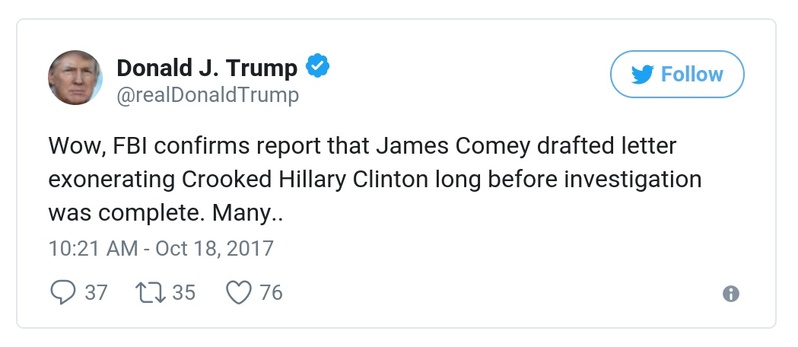 Donald J. Trump
Follow
@realDonaldTrump
Wow, FBI confirms report that James Comey drafted letter
exonerating Crooked Hillary Clinton long before investigation
was complete. Many..
10:21 AM - Oct 18, 2017
37 35 76